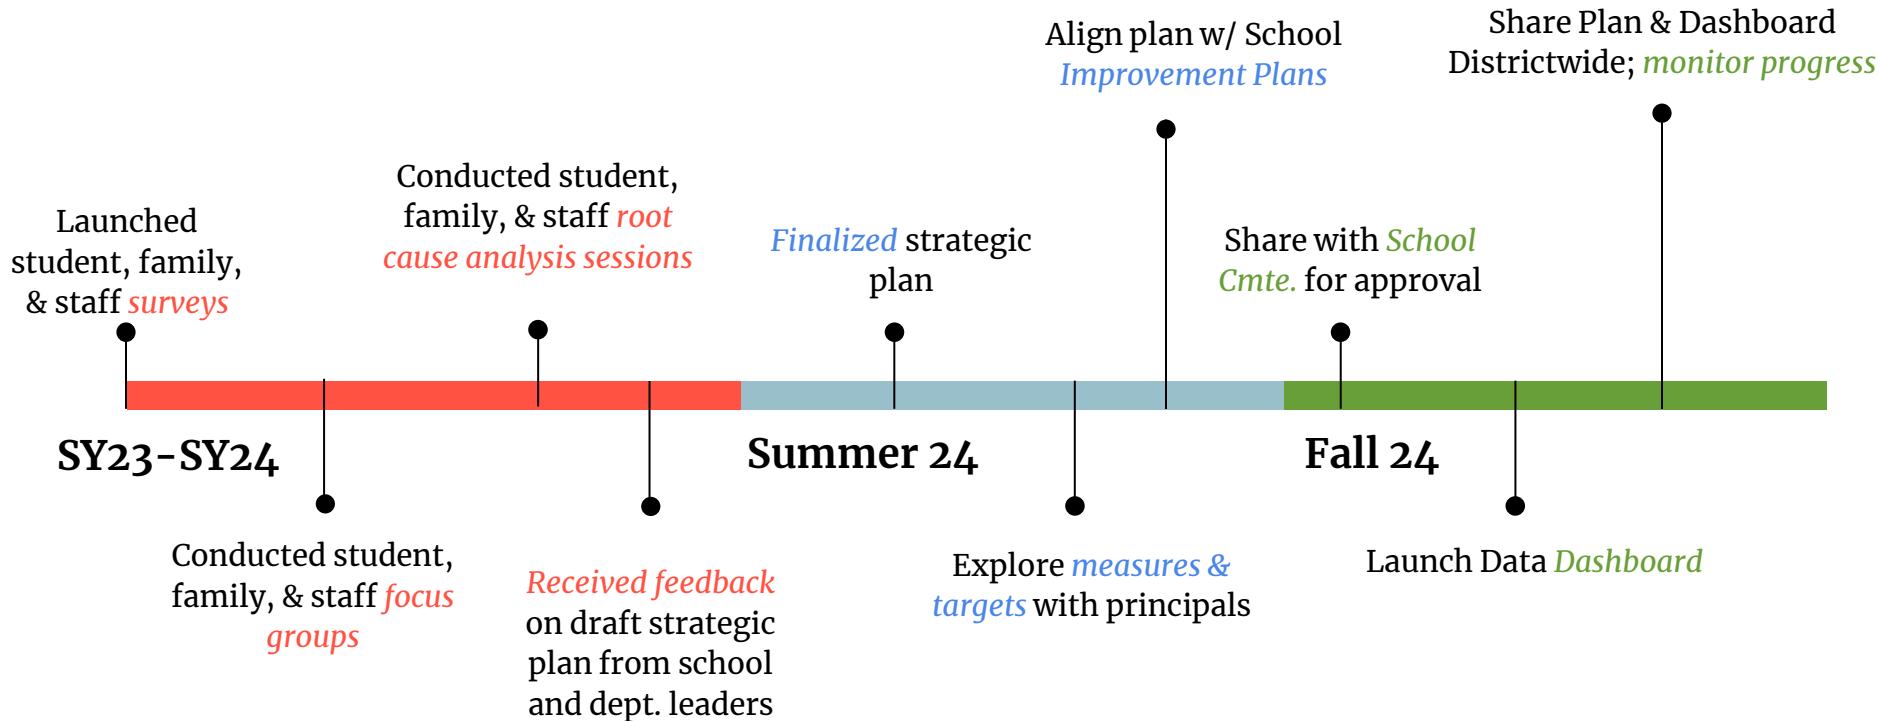 Launched
student, family,
& staff surveys
Conducted student,
family, & staff focus
groups
Conducted student,
family, & staff root
cause analysis sessions
Received feedback
on draft strategic
plan from school
and dept. leaders
Finalized strategic
plan
Explore measures &
targets with principals
Align plan w/ School
Improvement Plans
Share with School
Cmte. for approval
Launch Data Dashboard
Share Plan & Dashboard
Districtwide; monitor progress
SY23-SY24
Summer 24
Fall 24